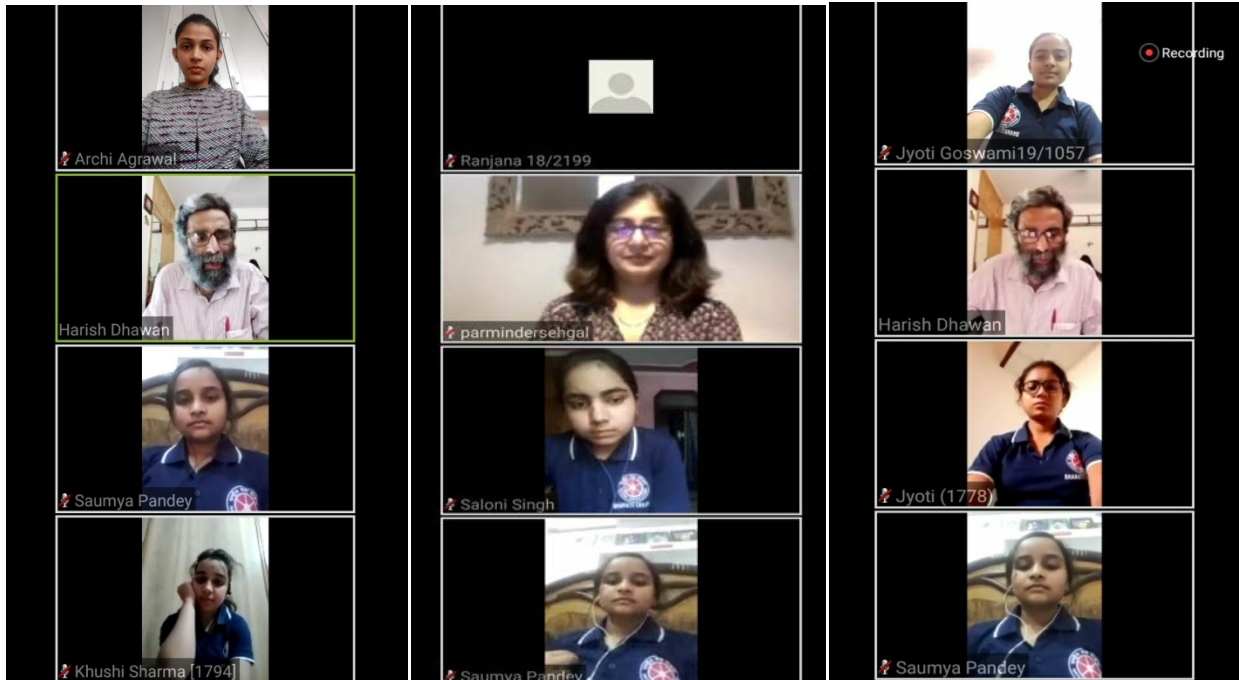 Archi Agrawal
Harish Dhawan
Saumya Pandey
Khushi Sharma [1794]
Ranjana 18/2199
parmindersehgal
Saloni Singh
Saumya Pandey
Recording
Jyoti Goswami19/1057
Harish Dhawan
Jyoti (1778)
Saumya Pandey